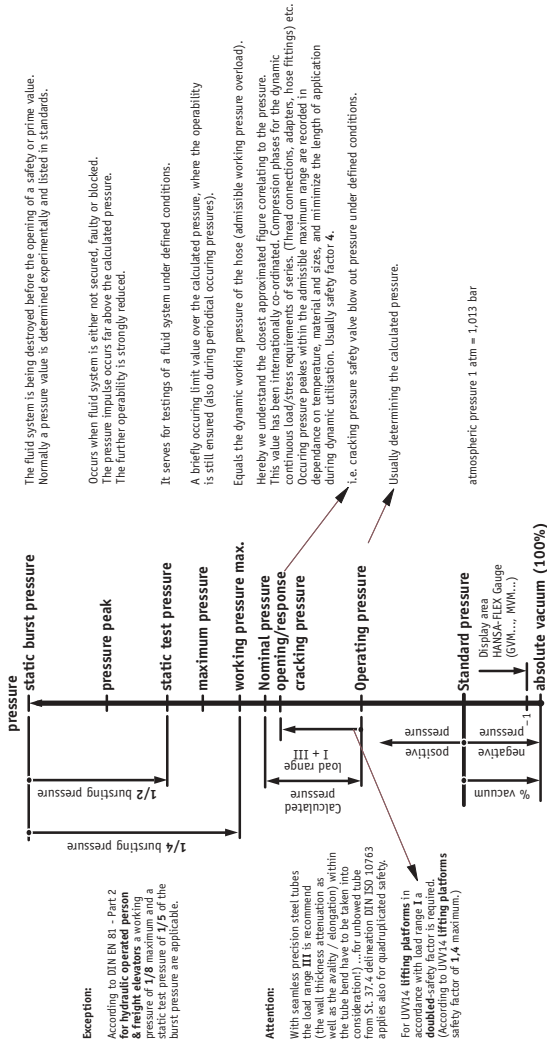 pressure
static burst pressure
The fluid system is being destroyed before the opening of a safety or prime value.
Normally a pressure value is determined experimentally and listed in standards.
pressure peak
Occurs when fluid system is either not secured, faulty or blocked.
The pressure impulse occurs far above the calculated pressure.
The further operability is strongly reduced.
static test pressure
It serves for testings of a fluid system under defined conditions.
maximum pressure
A briefly occuring limit value over the calculated pressure, where the operability
is still ensured (also during periodical occuring pressures).
working pressure max.
Equals the dynamic working pressure of the hose (admissible working pressure overload).
Nominal pressure
Hereby we understand the closest approximated figure correlating to the pressure.
This value has been internationally co-ordinated. Compression phases for the dynamic
continuous load/stress requirements of series. (Thread connections, adapters, hose fittings) etc.
Occuring pressure peakes within the admissible maximum range are recorded in
dependance on temperature, material and sizes, and minimize the length of application
during dynamic utilisation. Usually safety factor 4.
opening/response
cracking pressure
i.e. cracking pressure safety valve blow out pressure under defined conditions.
Operating pressure
Usually determining the calculated pressure.
Standard pressure
atmospheric pressure 1 atm = 1,013 bar
Display area
HANSA-FLEX Gauge
(GVM..., MVM...)
-1
absolute vacuum (100%)
1/2 bursting pressure
1/4 bursting pressure
Calculated
pressure
load range
I + III
positive
pressure
negative
pressure
% vacuum
Exception:
According to DIN EN 81 - Part 2
for hydraulic operated person
& freight elevators a working
pressure of 1/8 maximum and a
static test pressure of 1/5 of the
burst pressure are applicable.
Attention:
With seamless precision steel tubes
the load range III is recommend
(the wall thickness attenuation as
well as the avality / elongation) within
the tube bend have to be taken into
consideration!) ...for unbowed tube
from St. 37.4 delineation DIN ISO 10763
applies also for quadruplicated safety.
For UVV14 lifting platforms in
accordance with load range I a
doubled-safety factor is required.
(According to UVV14 lifting platforms
safety factor of 1,4 maximum.)